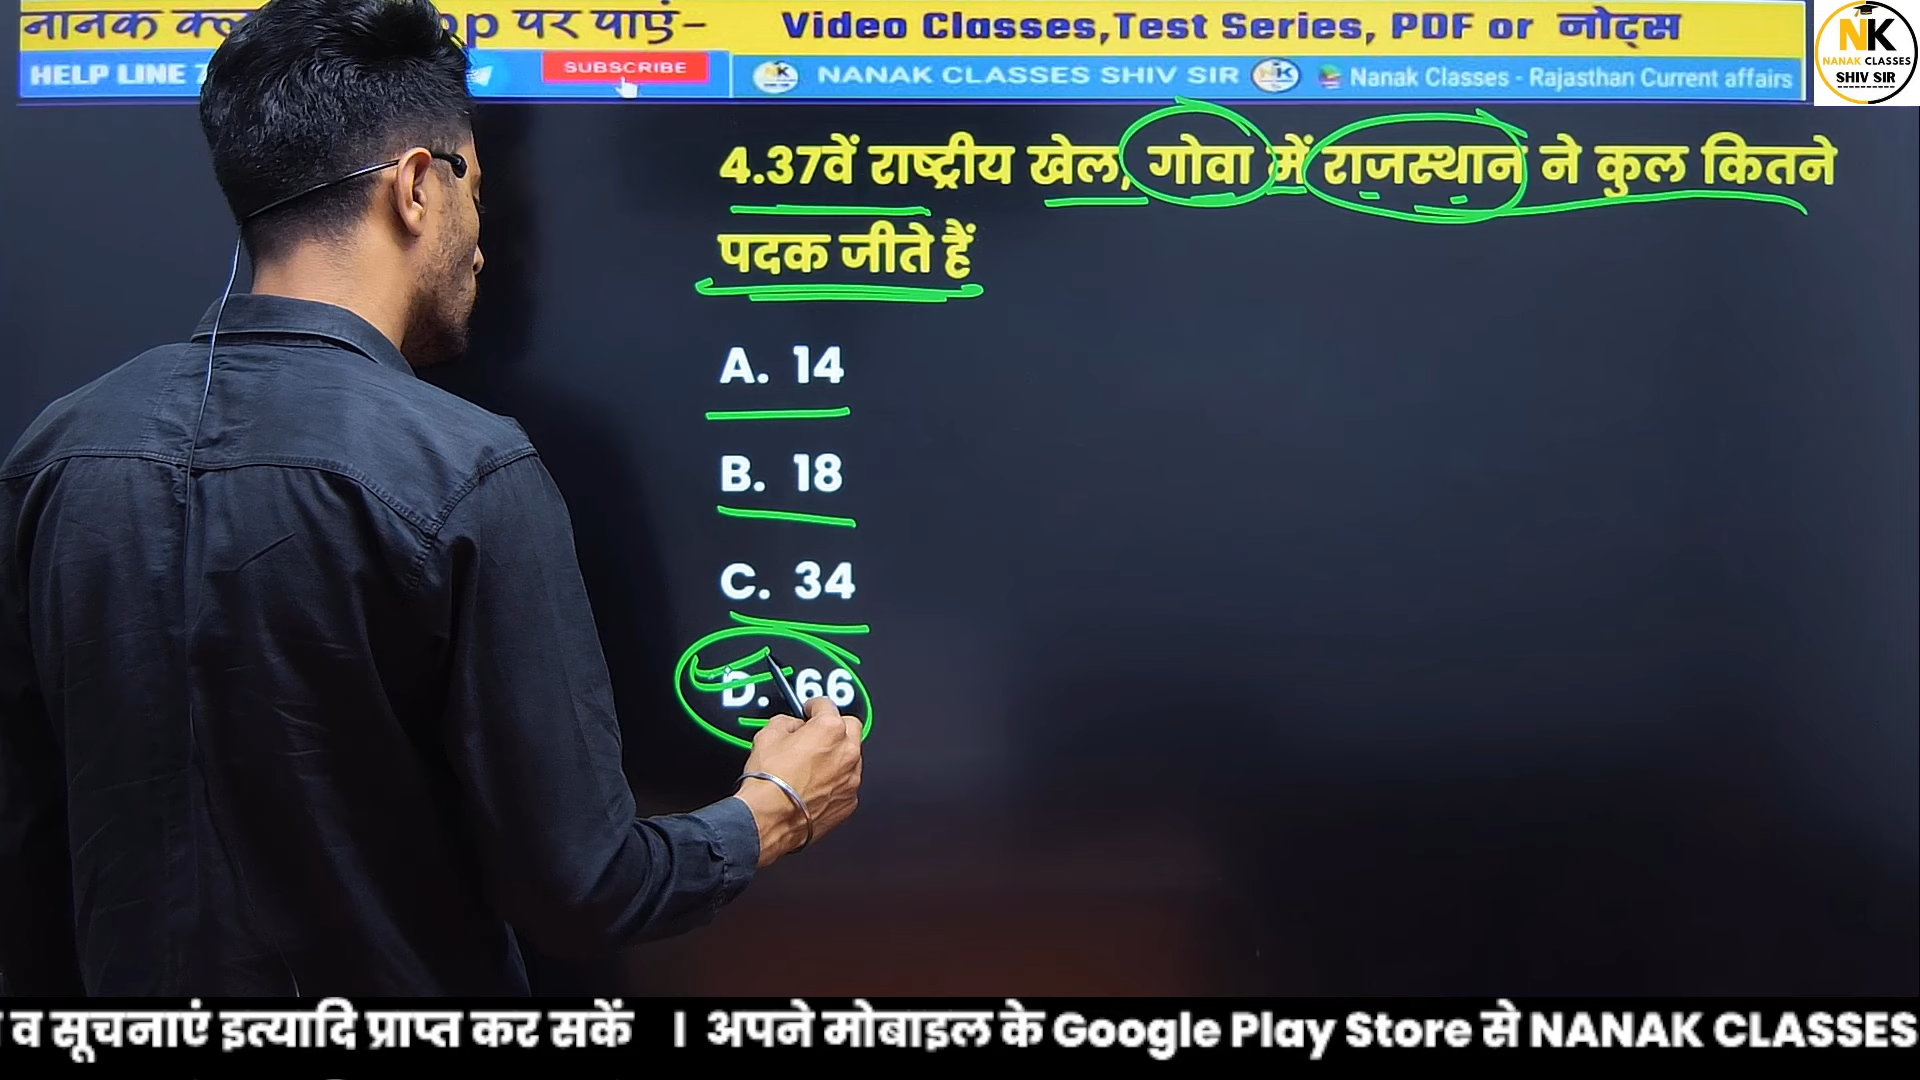 नानक पर पाएं- Video Classes,Test Series, PDF or नोट्स
HELP LINE SUBSCRIBE NANAK CLASSES SHIV SIR Nanak Classes - Rajasthan Current affairs
NK
NANAK CLASSES
SHIV SIR
4.37वें राष्ट्रीय खेल, गोवा में राजस्थान ने कुल कितने
पदक जीते हैं
A. 14
B. 18
C. 34
D. 66
व सूचनाएं इत्यादि प्राप्त कर सकें । अपने मोबाइल के Google Play Store से NANAK CLASSES